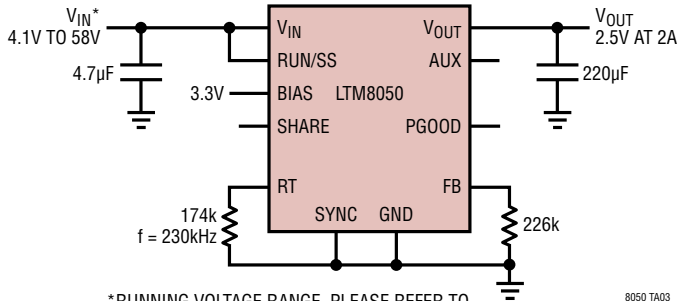 VIN*
4.1V TO 58V
4.7µF
3.3V
VIN
RUN/SS
BIAS
SHARE
RT
LTM8050
SYNC
GND
VOUT
AUX
PGOOD
FB
VOUT
2.5V AT 2A
220µF
174k
f = 230kHz
226k
*RUNNING VOLTAGE RANGE. PLEASE REFER TO
8050 TA03